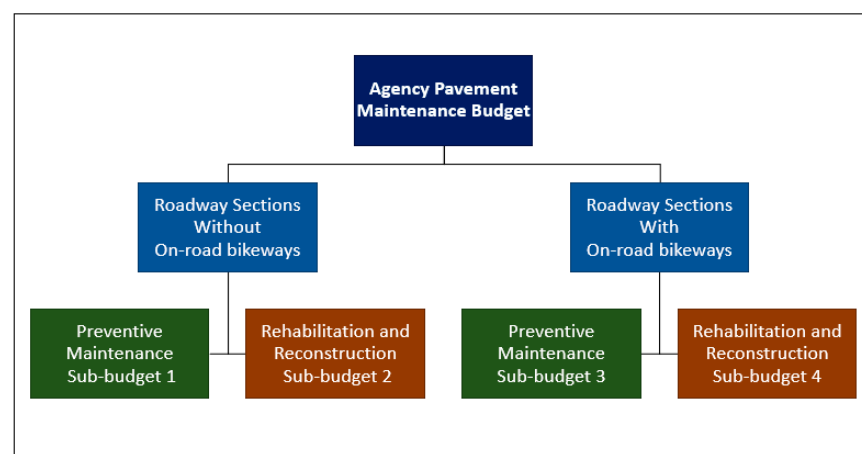 Agency Pavement
Maintenance Budget
Roadway Sections
Without
On-road bikeways
Roadway Sections
With
On-road bikeways
Preventive
Maintenance
Sub-budget 1
Rehabilitation and
Reconstruction
Sub-budget 2
Preventive
Maintenance
Sub-budget 3
Rehabilitation and
Reconstruction
Sub-budget 4